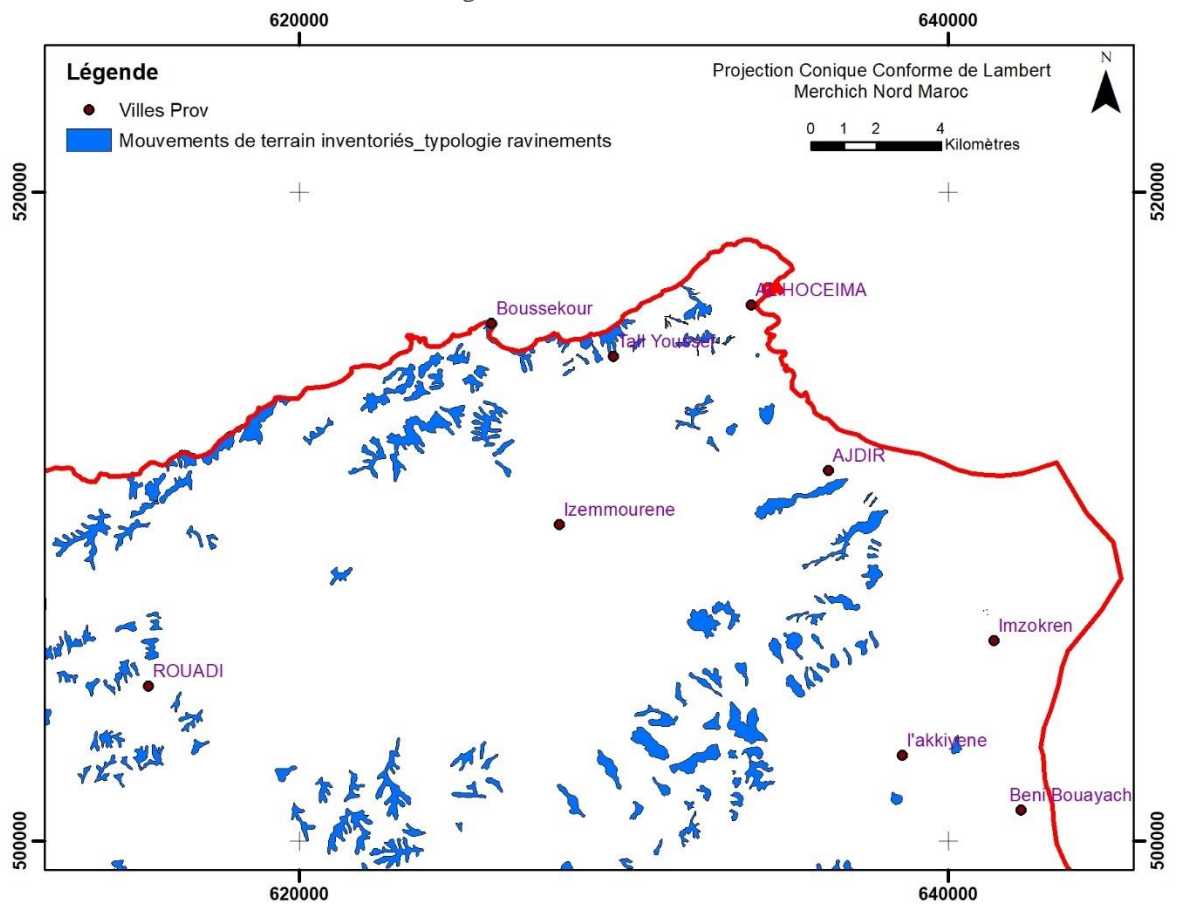 620000
640000
Légende
Villes Prov
Mouvements de terrain inventoriés_typologie ravinements
Projection Conique Conforme de Lambert
Merchich Nord Maroc
N
0 1 2 4
Kilomètres
520000
520000
Boussekour
HOCEIMA
AJDIR
Izemmourene
Imzokren
ROUADI
l'akkiyene
Beni Bouayach
500000
500000
620000
640000